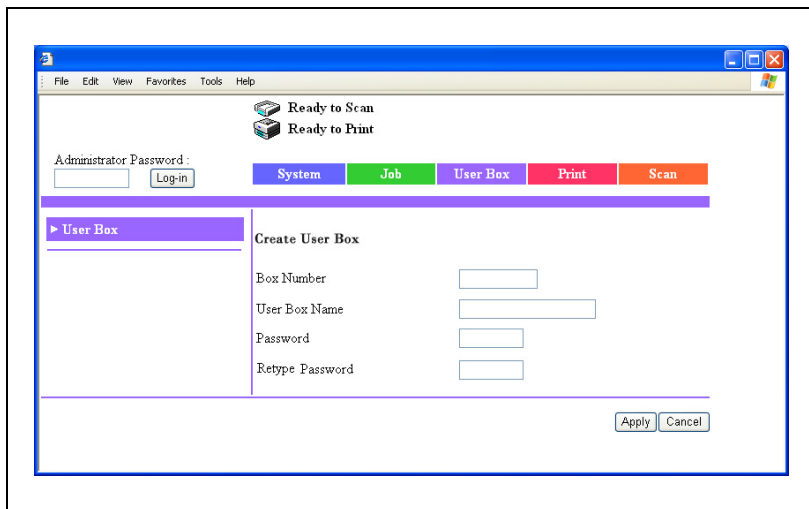 File Edit View Favorites Tools Help
Ready to Scan
Ready to Print
Administrator Password :
Log-in
System Job User Box Print Scan
User Box
Create User Box
Box Number
User Box Name
Password
Retype Password
Apply Cancel